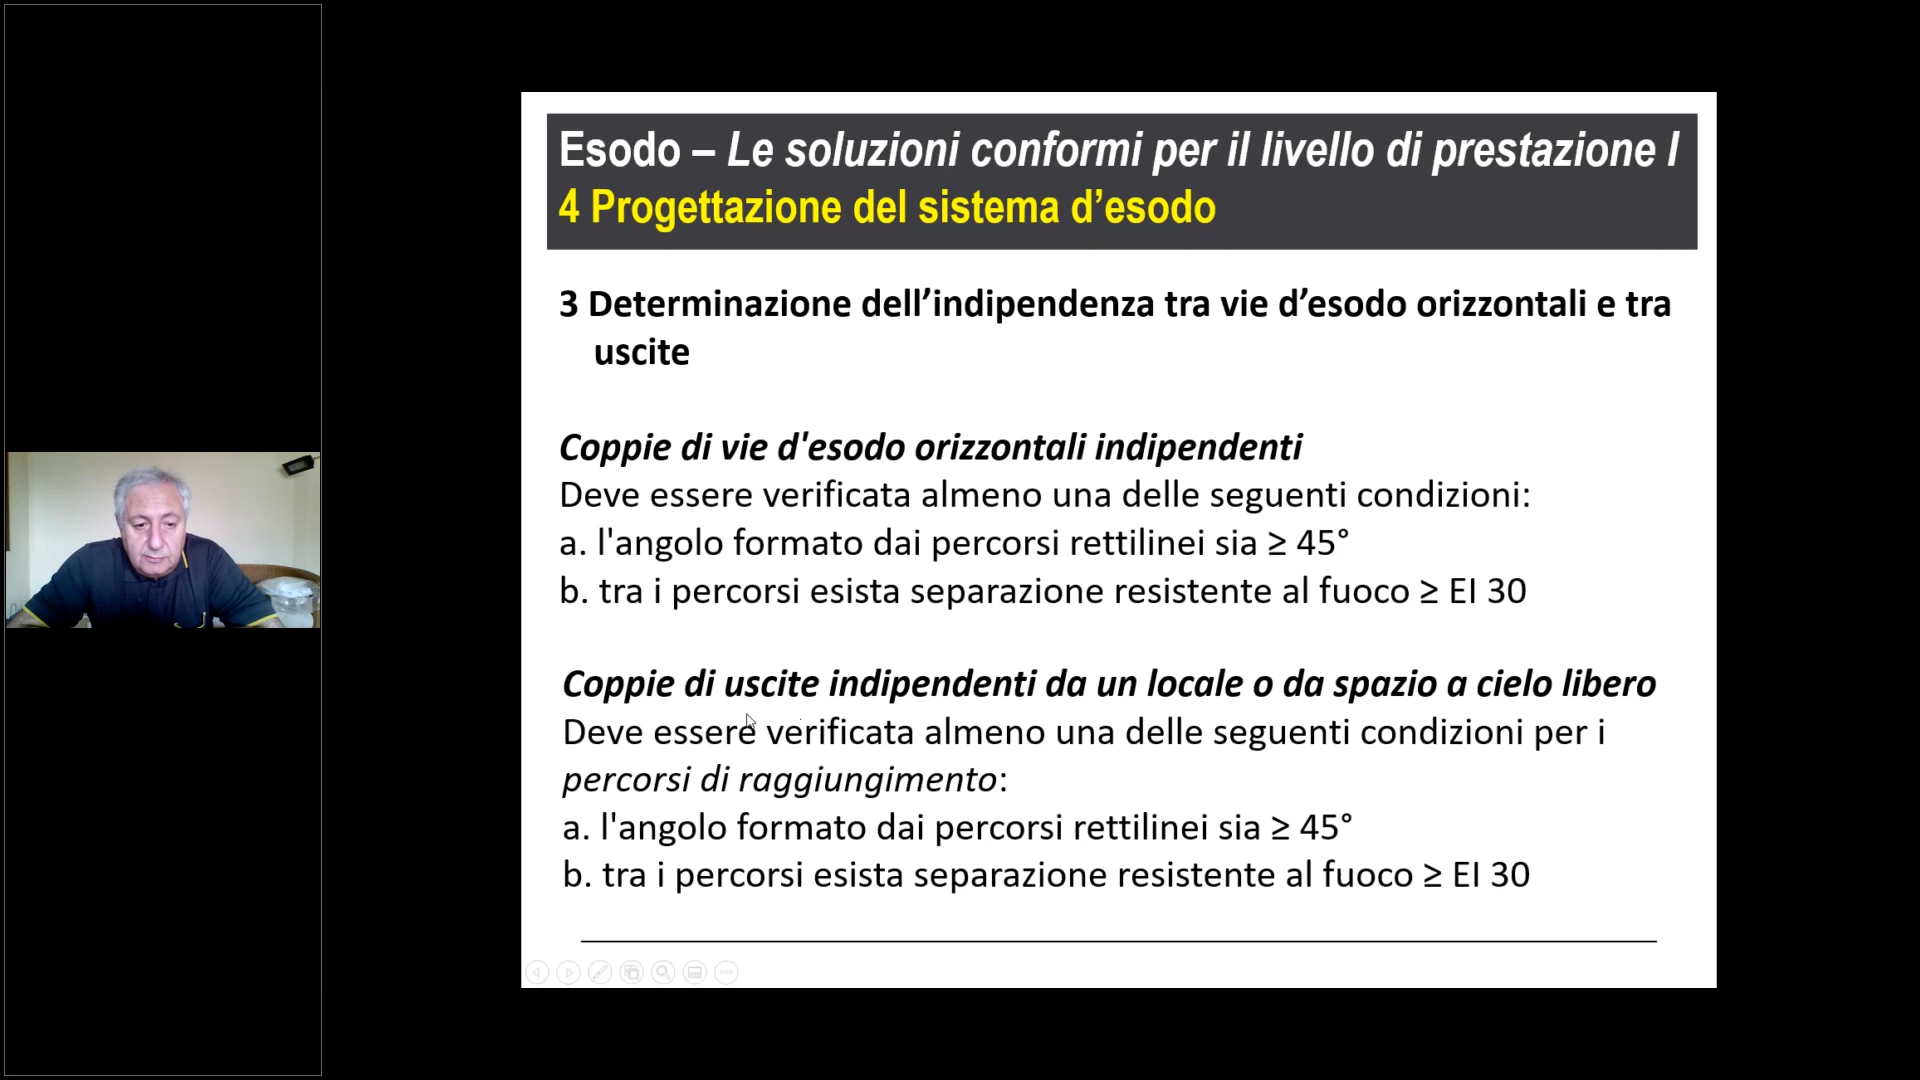 Esodo – Le soluzioni conformi per il livello di prestazione I
4 Progettazione del sistema d’esodo
3 Determinazione dell’indipendenza tra vie d’esodo orizzontali e tra
uscite
Coppie di vie d'esodo orizzontali indipendenti
Deve essere verificata almeno una delle seguenti condizioni:
a. l'angolo formato dai percorsi rettilinei sia ≥ 45°
b. tra i percorsi esista separazione resistente al fuoco ≥ EI 30
Coppie di uscite indipendenti da un locale o da spazio a cielo libero
Deve essere verificata almeno una delle seguenti condizioni per i
percorsi di raggiungimento:
a. l'angolo formato dai percorsi rettilinei sia ≥ 45°
b. tra i percorsi esista separazione resistente al fuoco ≥ EI 30